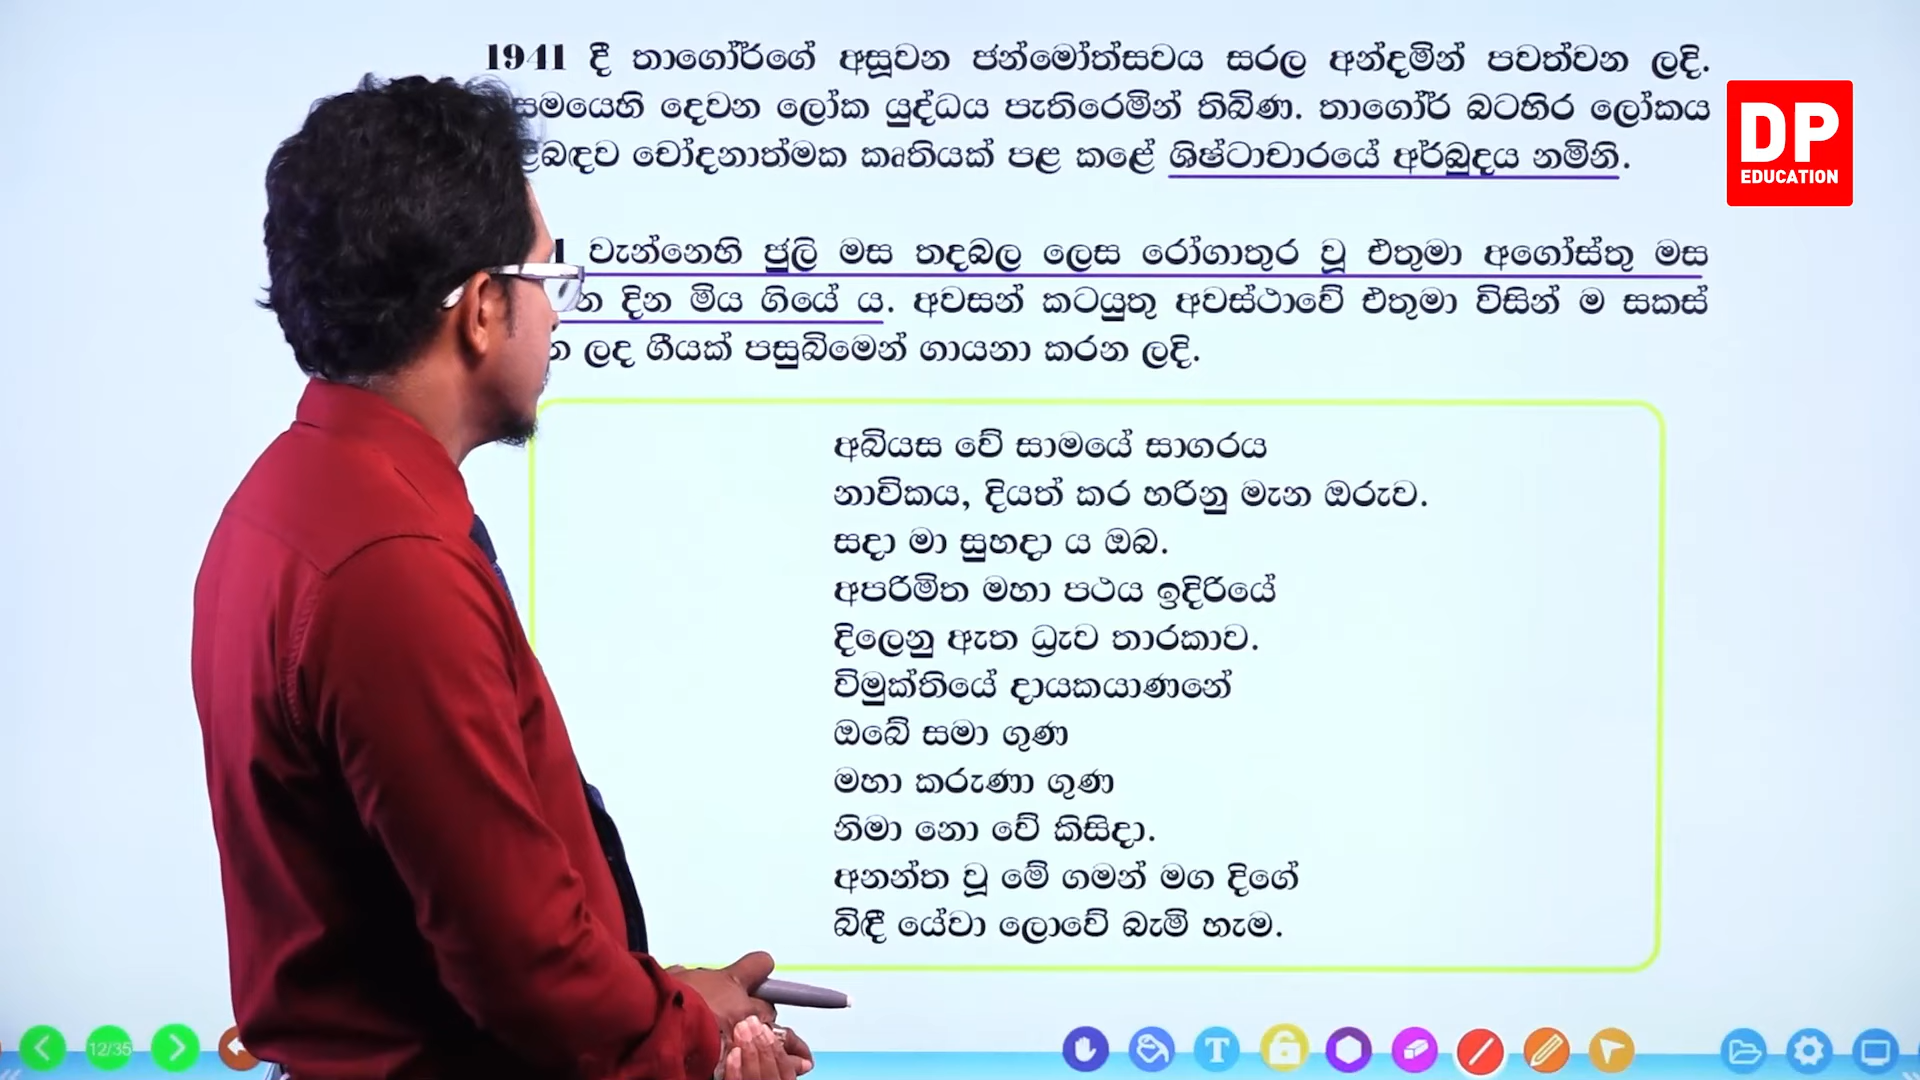 1941 දී තාගෝර්ගේ අසූවන ජන්මෝත්සවය සරල අන්දමින් පවත්වන ලදි.
සමයෙහි දෙවන ලෝක යුද්ධය පැතිරෙමින් තිබිණ. තාගෝර් බටහිර ලෝකය
චෝදනාත්මක කෘතියක් පළ කළේ ශිෂ්ටාචාරයේ අර්බුදය නමිනි.
වැන්නෙහි ජුලි මස තදබල ලෙස රෝගාතුර වූ එතුමා අගෝස්තු මස
දින මිය ගියේ ය. අවසන් කටයුතු අවස්ථාවේ එතුමා විසින් ම සකස්
ලද ගීයක් පසුබිමෙන් ගායනා කරන ලදි.
අබියස වේ සාමයේ සාගරය
නාවිකය, දියත් කර හරිනු මැන ඔරුව.
සදා මා සුහදා ය ඔබ.
අපරිමිත මහා පථය ඉදිරියේ
දිලෙනු ඇත ධ්‍රැව තාරකාව.
විමුක්තියේ දායකයාණනේ
ඔබේ සමා ගුණ
මහා කරුණා ගුණ
නිමා නො වේ කිසිදා.
අනන්ත වූ මේ ගමන් මග දිගේ
බිඳී යේවා ලොවේ බැමි හැම.
DP
EDUCATION
12/35